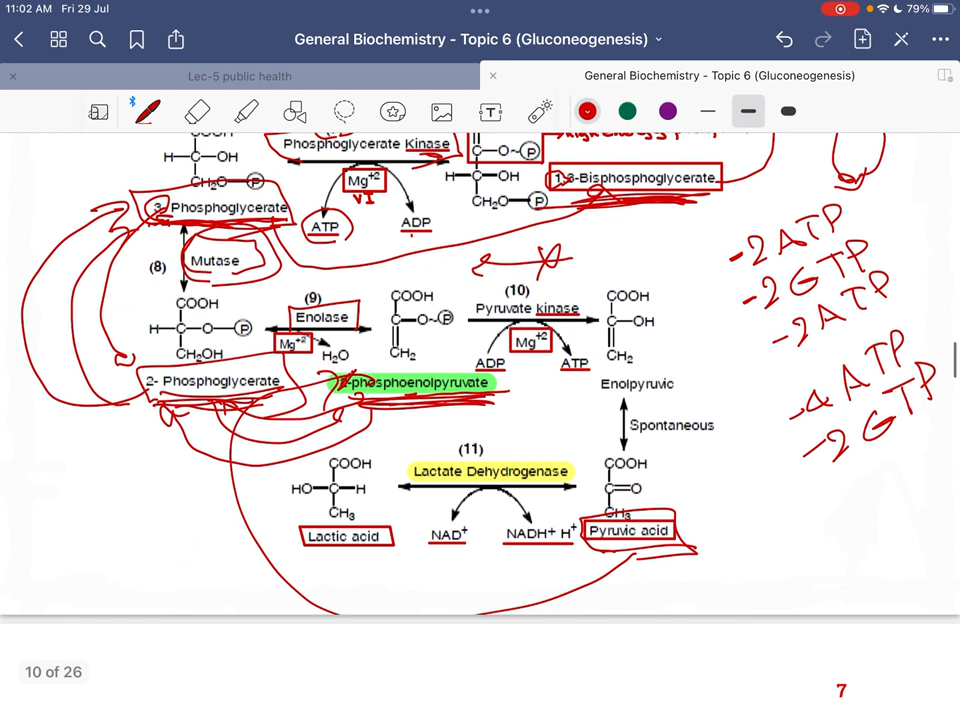 11:02 AM Fri 29 Jul
79%
General Biochemistry - Topic 6 (Gluconeogenesis)
Lec-5 public health
General Biochemistry - Topic 6 (Gluconeogenesis)
COOH
H—C—OH
CH₂O—P
3- Phosphoglycerate
Phosphoglycerate Kinase
Mg+2
VI
ATP
ADP
C—O~P
H—C—OH
CH₂O—P
1,3-Bisphosphoglycerate
(8)
Mutase
-2 ATP
-2 GTP
-2 ATP
-4 ATP
-2 GTP
COOH
H—C—O—P
CH₂OH
2- Phosphoglycerate
(9)
Enolase
Mg+2
H₂O
COOH
C—O~P
CH₂
2-phosphoenolpyruvate
(10)
Pyruvate kinase
Mg+2
ADP
ATP
COOH
C—OH
CH₂
Enolpyruvic
Spontaneous
(11)
Lactate Dehydrogenase
NAD+
NADH+ H+
COOH
HO—C—H
CH₃
Lactic acid
COOH
C=O
CH₃
Pyruvic acid
10 of 26
7